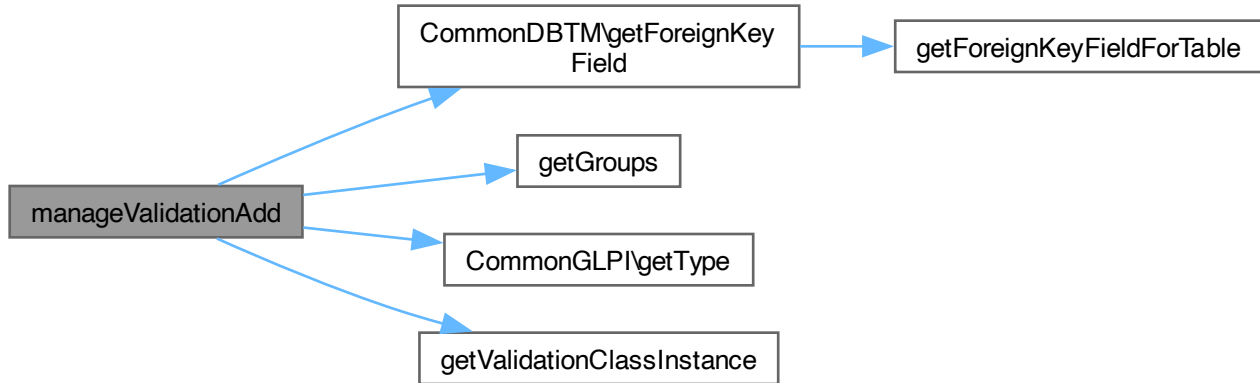 CommonDBTM\getForeignKey
Field
getForeignKeyFieldForTable
getGroups
manageValidationAdd
CommonGLPI\getType
getValidationClassInstance